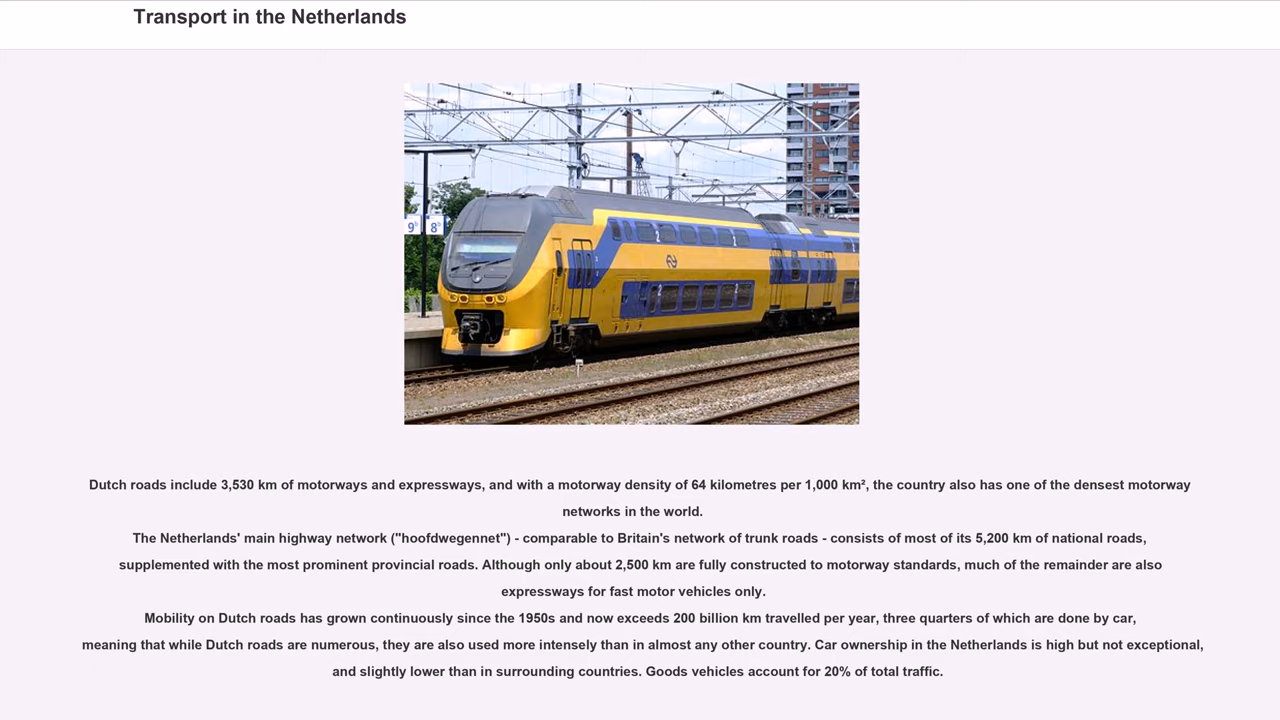 Transport in the Netherlands
9b 8b
2 1
Dutch roads include 3,530 km of motorways and expressways, and with a motorway density of 64 kilometres per 1,000 km², the country also has one of the densest motorway
networks in the world.
The Netherlands' main highway network ("hoofdwegennet") - comparable to Britain's network of trunk roads - consists of most of its 5,200 km of national roads,
supplemented with the most prominent provincial roads. Although only about 2,500 km are fully constructed to motorway standards, much of the remainder are also
expressways for fast motor vehicles only.
Mobility on Dutch roads has grown continuously since the 1950s and now exceeds 200 billion km travelled per year, three quarters of which are done by car,
meaning that while Dutch roads are numerous, they are also used more intensely than in almost any other country. Car ownership in the Netherlands is high but not exceptional,
and slightly lower than in surrounding countries. Goods vehicles account for 20% of total traffic.